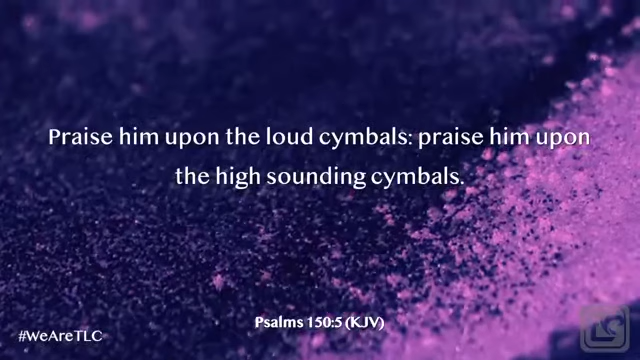 Praise him upon the loud cymbals: praise him upon
the high sounding cymbals.
Psalms 150:5 (KJV)
#WeAreTLC